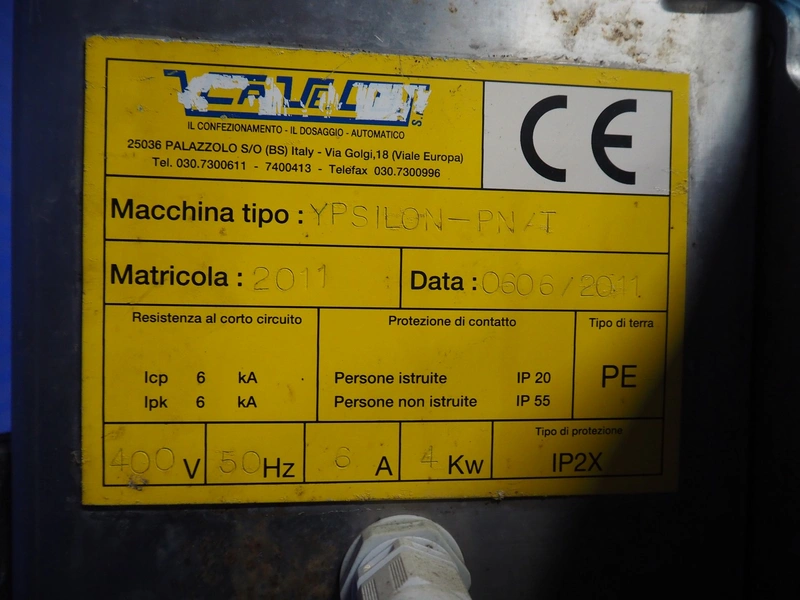 IL CONFEZIONAMENTO - IL DOSAGGIO - AUTOMATICO
25036 PALAZZOLO S/O (BS) Italy - Via Golgi,18 (Viale Europa)
Tel. 030.7300611 - 7400413 - Telefax 030.7300996
CE
Macchina tipo : YPSILON-PN/T
Matricola : 2011
Data : 0606/2011
Resistenza al corto circuito
Icp 6 kA
Ipk 6 kA
Protezione di contatto
Persone istruite IP 20
Persone non istruite IP 55
Tipo di terra
PE
400 V
50 Hz
6 A
4 Kw
Tipo di protezione
IP2X